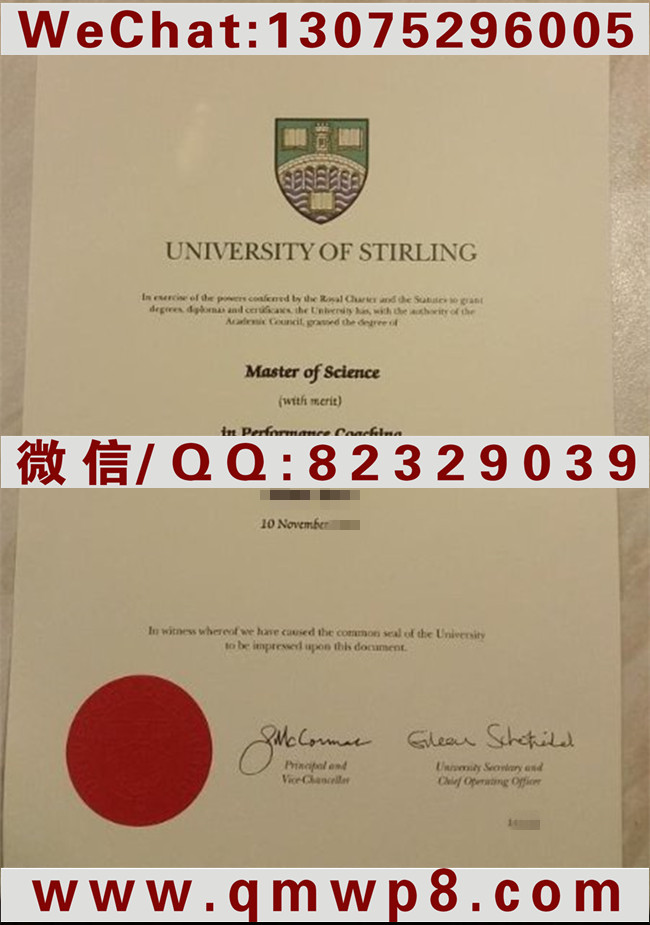 WeChat:13075296005
UNIVERSITY OF STIRLING
In exercise of the powers conferred by the Royal Charter and the Statutes to grant
degrees, diplomas and certificates, the University has, with the authority of the
Academic Council, granted the degree of
Master of Science
(with merit)
in Performance Coaching
微信/QQ:82329039
10 November
In witness whereof we have caused the common seal of the University
to be impressed upon this document.
Principal and
Vice-Chancellor
University Secretary and
Chief Operating Officer
www.qmwp8.com